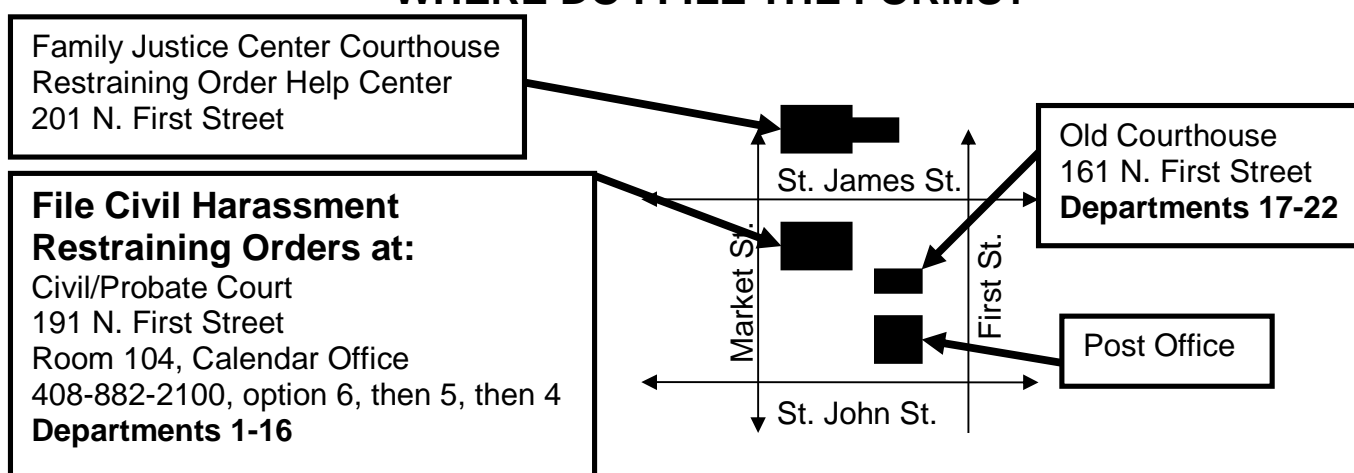 Family Justice Center Courthouse
Restraining Order Help Center
201 N. First Street
File Civil Harassment
Restraining Orders at:
Civil/Probate Court
191 N. First Street
Room 104, Calendar Office
408-882-2100, option 6, then 5, then 4
Departments 1-16
St. James St.
Market St.
First St.
St. John St.
Old Courthouse
161 N. First Street
Departments 17-22
Post Office